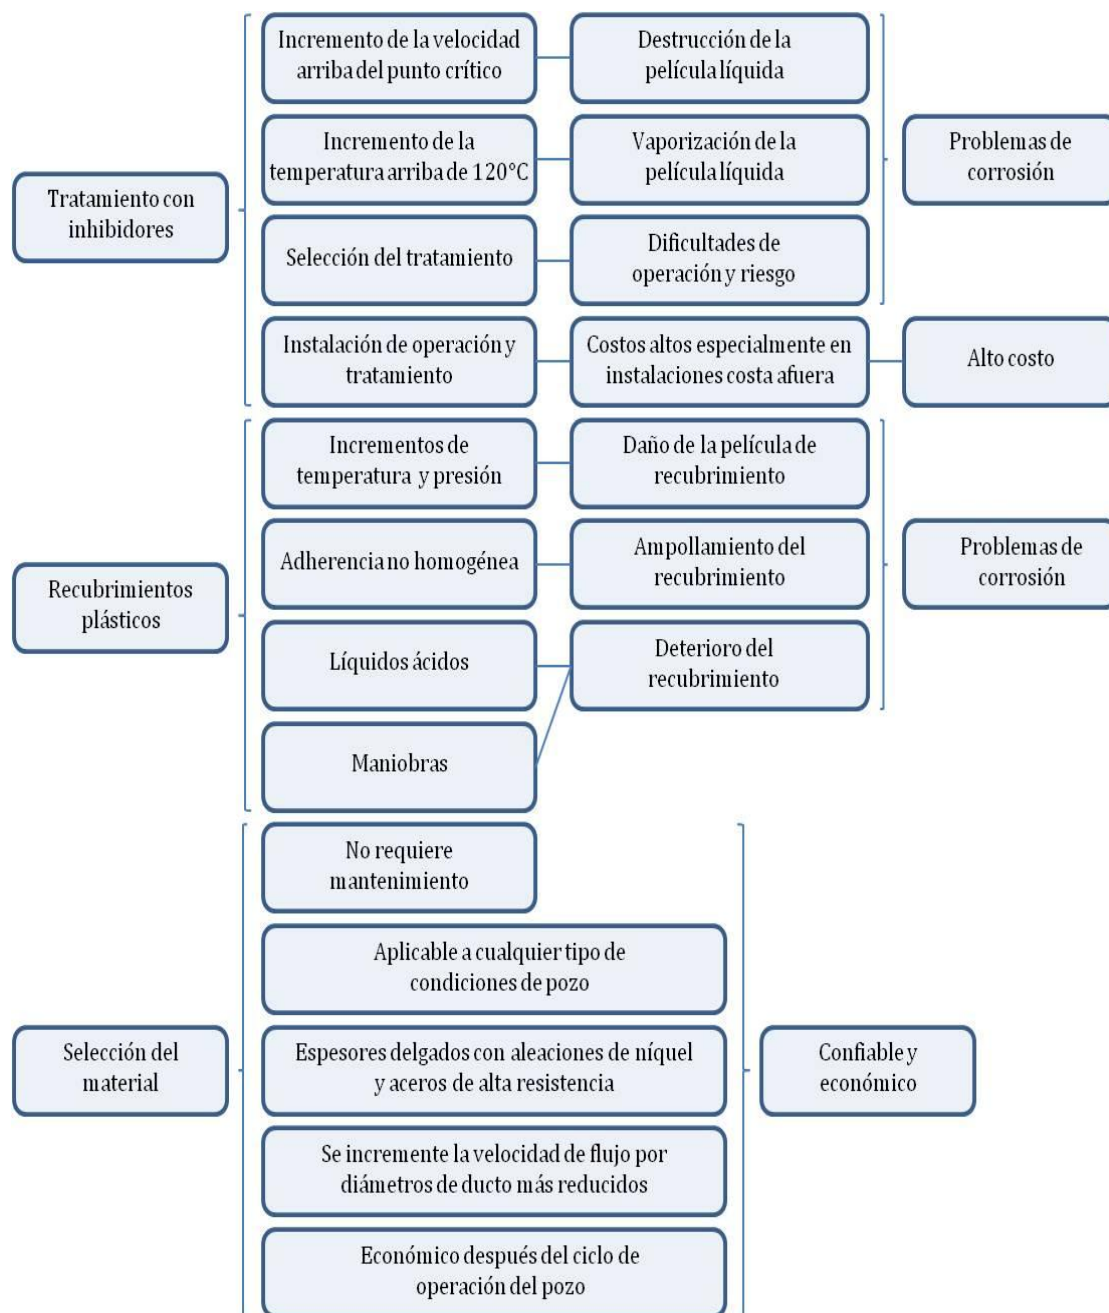 Tratamiento con
inhibidores
Incremento de la velocidad
arriba del punto crítico
Destrucción de la
película líquida
Incremento de la
temperatura arriba de 120°C
Vaporización de la
película líquida
Selección del tratamiento
Dificultades de
operación y riesgo
Problemas de
corrosión
Instalación de operación y
tratamiento
Costos altos especialmente en
instalaciones costa afuera
Alto costo
Recubrimientos
plásticos
Incrementos de
temperatura y presión
Daño de la película de
recubrimiento
Adherencia no homogénea
Ampollamiento del
recubrimiento
Líquidos ácidos
Deterioro del
recubrimiento
Maniobras
Problemas de
corrosión
Selección del
material
No requiere
mantenimiento
Aplicable a cualquier tipo de
condiciones de pozo
Espesores delgados con aleaciones de níquel
y aceros de alta resistencia
Se incremente la velocidad de flujo por
diámetros de ducto más reducidos
Económico después del ciclo de
operación del pozo
Confiable y
económico